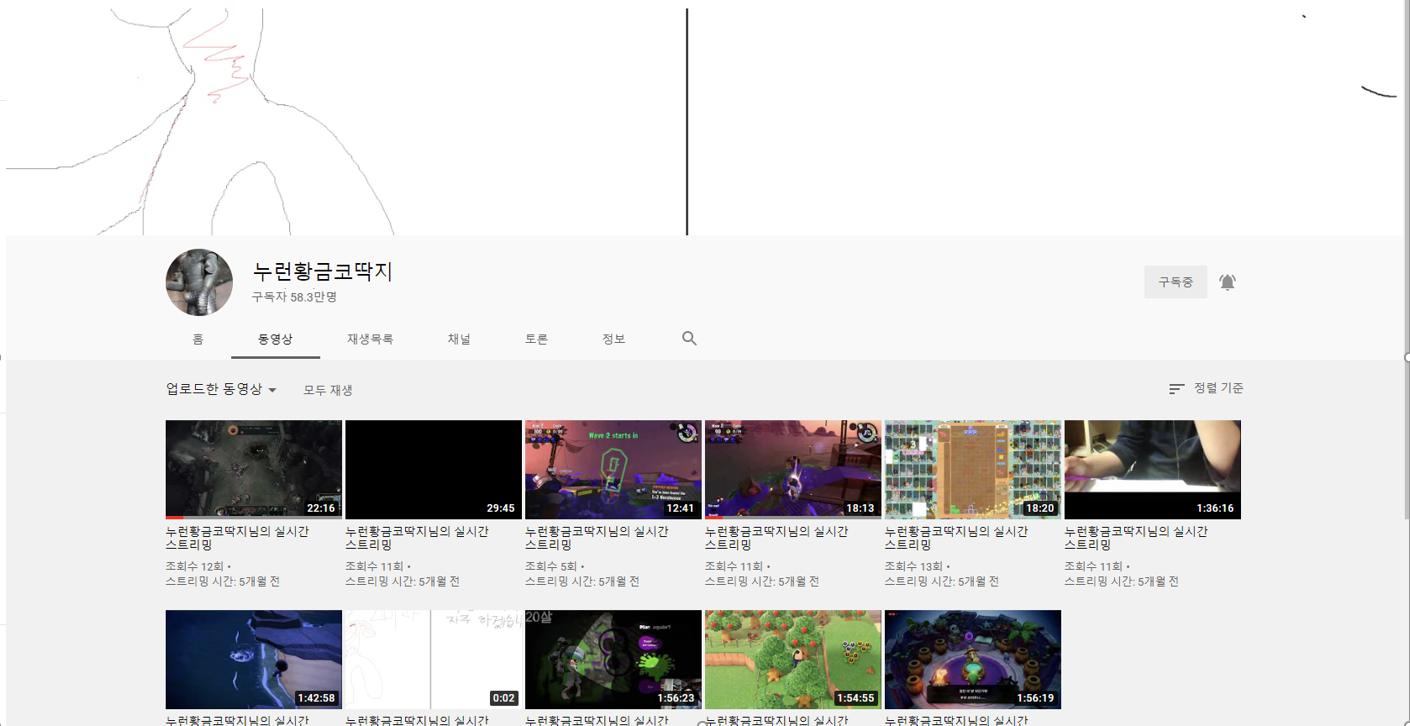 누런황금코딱지
구독자 58.3만명
구독중
홈
동영상
재생목록
채널
토론
정보
업로드한 동영상
모두 재생
정렬 기준
Wave 2 starts in
22:16
29:45
12:41
18:13
18:20
1:36:16
누런황금코딱지님의 실시간
스트리밍
조회수 12회 •
스트리밍 시간: 5개월 전
누런황금코딱지님의 실시간
스트리밍
조회수 11회 •
스트리밍 시간: 5개월 전
누런황금코딱지님의 실시간
스트리밍
조회수 5회 •
스트리밍 시간: 5개월 전
누런황금코딱지님의 실시간
스트리밍
조회수 11회 •
스트리밍 시간: 5개월 전
누런황금코딱지님의 실시간
스트리밍
조회수 13회 •
스트리밍 시간: 5개월 전
누런황금코딱지님의 실시간
스트리밍
조회수 11회 •
스트리밍 시간: 5개월 전
자주 하겠습
20살
1:42:58
0:02
1:56:23
1:54:55
1:56:19
누런황금코딱지님의 실시간
누런황금코딱지님의 실시간
누런황금코딱지님의 실시간
누런황금코딱지님의 실시간
누런황금코딱지님의 실시간